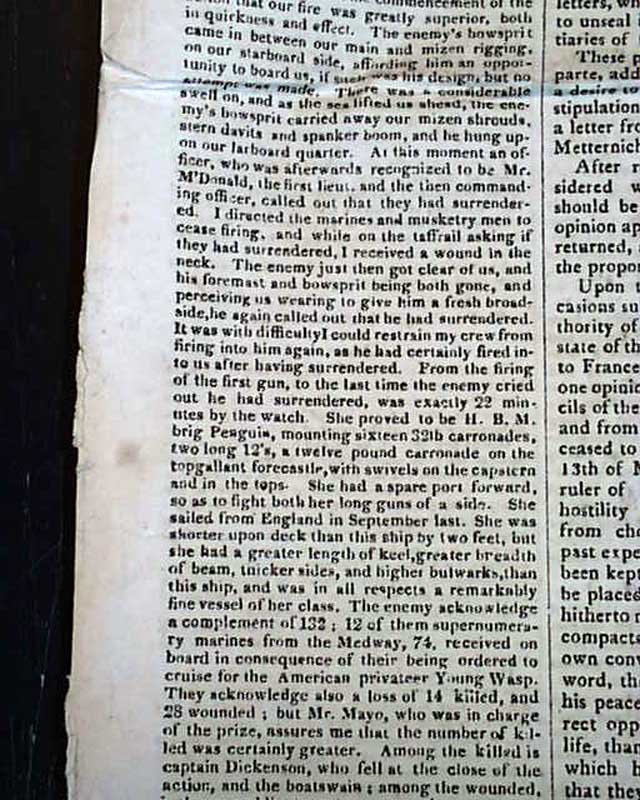 that our fire was greatly superior, both
in quickness and effect. The enemy's bowsprit
came in between our main and mizen rigging,
on our starboard side, affording him an oppor-
tunity to board us, if such was his design, but no
attempt was made. There was a considerable
swell on, and as the sea lifted us ahead, the ene-
my's bowsprit carried away our mizen shrouds,
stern davits and spanker boom, and he hung up-
on our larboard quarter. At this moment an of-
ficer, who was afterwards recognized to be Mr.
M'Donald, the first lieut. and the then command-
ing officer, called out that they had surrender-
ed. I directed the marines and musketry men to
cease firing, and while on the taffrail asking if
they had surrendered, I received a wound in the
neck. The enemy just then got clear of us, and
his foremast and bowsprit being both gone, and
perceiving us wearing to give him a fresh broad-
side, he again called out that he had surrendered.
It was with difficulty I could restrain my crew from
firing into him again, as he had certainly fired in-
to us after having surrendered. From the firing
of the first gun, to the last time the enemy cried
out he had surrendered, was exactly 22 min-
utes by the watch. She proved to be H. B. M.
brig Penguin, mounting sixteen 32lb carronades,
two long 12's, a twelve pound carronade on the
topgallant forecastle, with swivels on the capstern
and in the tops. She had a spare port forward,
so as to fight both her long guns of a side. She
sailed from England in September last. She was
shorter upon deck than this ship by two feet, but
she had a greater length of keel, greater breadth
of beam, thicker sides, and higher bulwarks, than
this ship, and was in all respects a remarkably
fine vessel of her class. The enemy acknowledge
a complement of 132 ; 12 of them supernumera-
ry marines from the Medway, 74, received on
board in consequence of their being ordered to
cruise for the American privateer Young Wasp.
They acknowledge also a loss of 14 killed, and
28 wounded ; but Mr. Mayo, who was in charge
of the prize, assures me that the number of kil-
led was certainly greater. Among the killed is
captain Dickenson, who fell at the close of the
action, and the boatswain ; among the wounded,
letters, 
to unseal
tiaries of
These p
parte, add
a desire to
stipulation
a letter fro
Metternich
After r
sidered w
should be
opinion ap
returned,
the propo
Upon t
casions su
thority of
state of th
to France
one opinio
cils of the
and from
ceased to
13th of M
ruler of
hostility
from che
past expe
been kept
be placed
hitherto r
compacts
own conv
word, the
his peace
rect opp
life, than
which h
that they